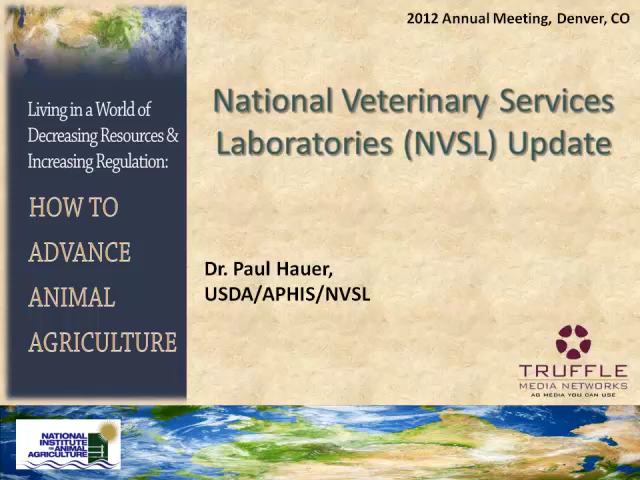 2012 Annual Meeting, Denver, CO
National Veterinary Services
Laboratories (NVSL) Update
Living in a World of
Decreasing Resources &
Increasing Regulation:
HOW TO
ADVANCE
ANIMAL
AGRICULTURE
Dr. Paul Hauer,
USDA/APHIS/NVSL
TRUFFLE
MEDIA NETWORKS
AG MEDIA YOU CAN USE
NATIONAL
INSTITUTE
FOR ANIMAL
AGRICULTURE